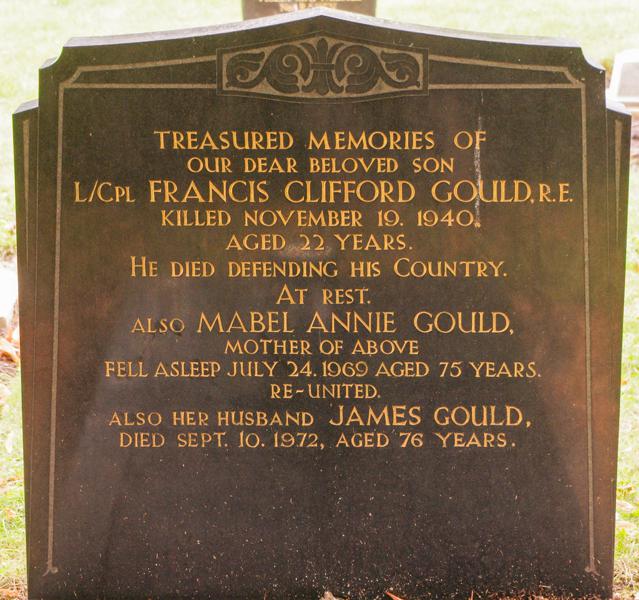 TREASURED MEMORIES OF
OUR DEAR BELOVED SON
L/CPL FRANCIS CLIFFORD GOULD, R.E.
KILLED NOVEMBER 19. 1940.
AGED 22 YEARS.
HE DIED DEFENDING HIS COUNTRY.
AT REST.
ALSO MABEL ANNIE GOULD,
MOTHER OF ABOVE
FELL ASLEEP JULY 24. 1969 AGED 75 YEARS.
RE-UNITED.
ALSO HER HUSBAND JAMES GOULD,
DIED SEPT. 10. 1972, AGED 76 YEARS.